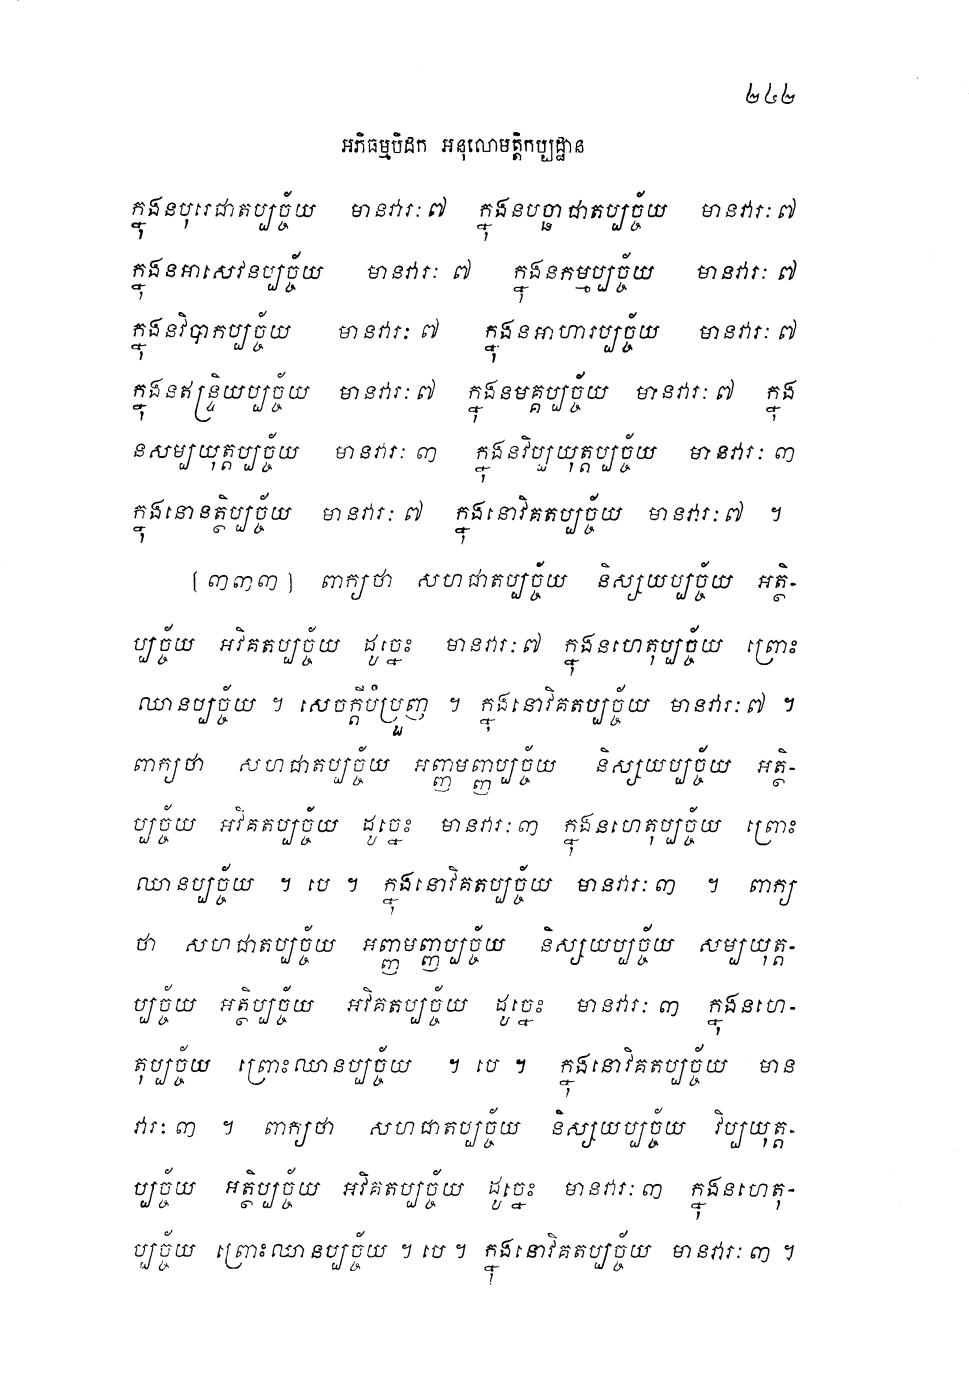 ២៤២
អភិធម្មបិដក អនុលោមត្តិកប្បដ្ឋាន
ក្នុងនបុរេជាតប្បច្ច័យ មានវារៈ ៧ ក្នុងនបច្ឆាជាតប្បច្ច័យ មានវារៈ ៧
ក្នុងនអាសេវនប្បច្ច័យ មានវារៈ ៧ ក្នុងនកម្មប្បច្ច័យ មានវារៈ ៧
ក្នុងនវិបាកប្បច្ច័យ មានវារៈ ៧ ក្នុងនអាហារប្បច្ច័យ មានវារៈ ៧
ក្នុងនឥន្ទ្រិយប្បច្ច័យ មានវារៈ ៧ ក្នុងនមគ្គប្បច្ច័យ មានវារៈ ៧ ក្នុង
នសម្បយុត្តប្បច្ច័យ មានវារៈ ៣ ក្នុងនវិប្បយុត្តប្បច្ច័យ មានវារៈ ៣
ក្នុងនោនត្ថិប្បច្ច័យ មានវារៈ ៧ ក្នុងនោវិគតប្បច្ច័យ មានវារៈ ៧ ។
[៣៣៣] ពាក្យថា សហជាតប្បច្ច័យ និស្សយប្បច្ច័យ អត្ថិ-
ប្បច្ច័យ អវិគតប្បច្ច័យ ដូច្នេះ មានវារៈ ៧ ក្នុងនហេតុប្បច្ច័យ ព្រោះ
ឈានប្បច្ច័យ ។ សេចក្តីបំប្រួញ ។ ក្នុងនោវិគតប្បច្ច័យ មានវារៈ ៧ ។
ពាក្យថា សហជាតប្បច្ច័យ អញ្ញមញ្ញប្បច្ច័យ និស្សយប្បច្ច័យ អត្ថិ-
ប្បច្ច័យ អវិគតប្បច្ច័យ ដូច្នេះ មានវារៈ ៣ ក្នុងនហេតុប្បច្ច័យ ព្រោះ
ឈានប្បច្ច័យ ។ បេ ។ ក្នុងនោវិគតប្បច្ច័យ មានវារៈ ៣ ។ ពាក្យ
ថា សហជាតប្បច្ច័យ អញ្ញមញ្ញប្បច្ច័យ និស្សយប្បច្ច័យ សម្បយុត្ត-
ប្បច្ច័យ អត្ថិប្បច្ច័យ អវិគតប្បច្ច័យ ដូច្នេះ មានវារៈ ៣ ក្នុងនហេ-
តុប្បច្ច័យ ព្រោះឈានប្បច្ច័យ ។ បេ ។ ក្នុងនោវិគតប្បច្ច័យ មាន
វារៈ ៣ ។ ពាក្យថា សហជាតប្បច្ច័យ និស្សយប្បច្ច័យ វិប្បយុត្ត-
ប្បច្ច័យ អត្ថិប្បច្ច័យ អវិគតប្បច្ច័យ ដូច្នេះ មានវារៈ ៣ ក្នុងនហេតុ-
ប្បច្ច័យ ព្រោះឈានប្បច្ច័យ ។ បេ ។ ក្នុងនោវិគតប្បច្ច័យ មានវារៈ ៣ ។